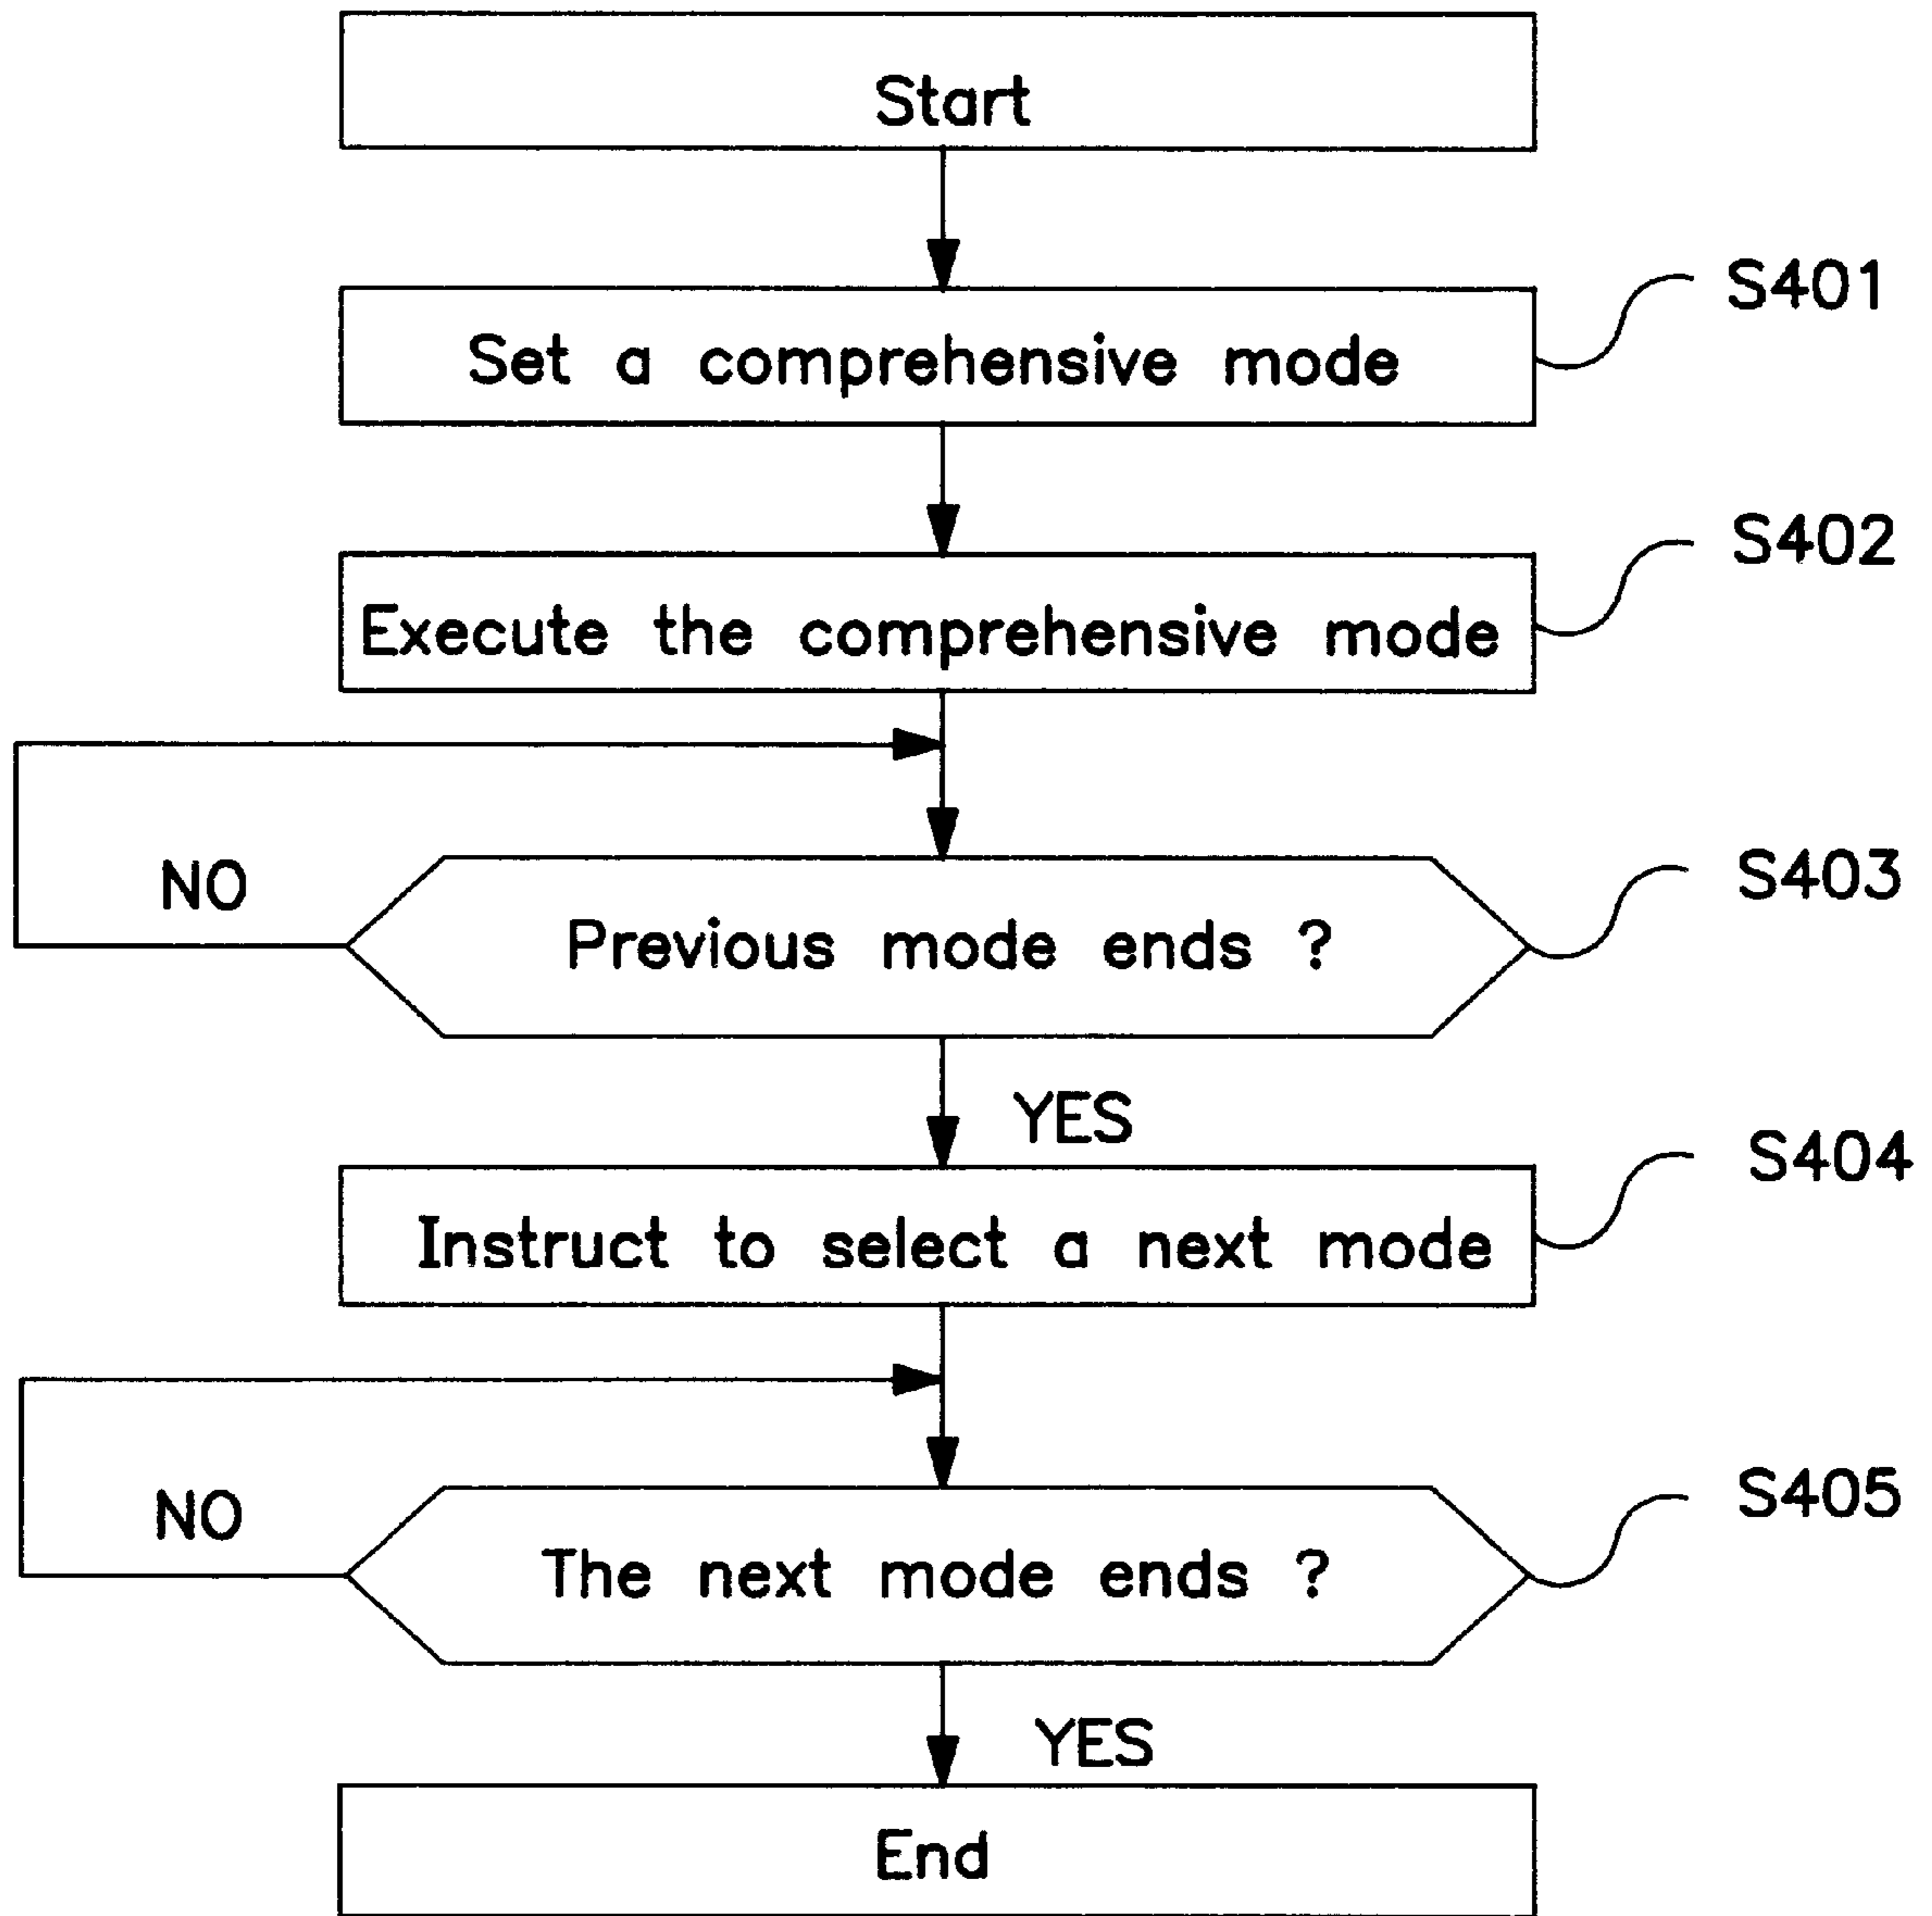 Start
S401
Set a comprehensive mode
S402
Execute the comprehensive mode
S403
NO
Previous mode ends ?
YES
S404
Instruct to select a next mode
S405
NO
The next mode ends ?
YES
End